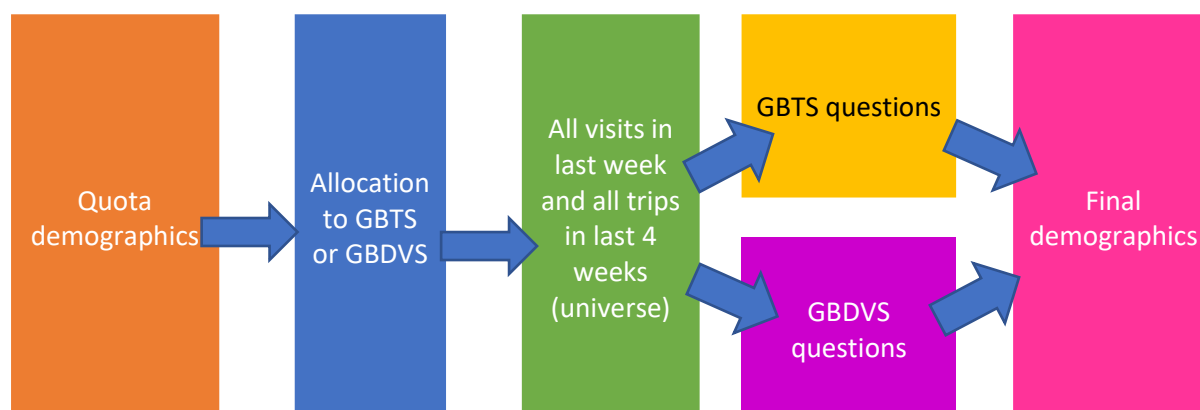 Quota
demographics
Allocation
to GBTS
or GBDVS
All visits in
last week
and all trips
in last 4
weeks
(universe)
GBTS questions
GBDVS
questions
Final
demographics